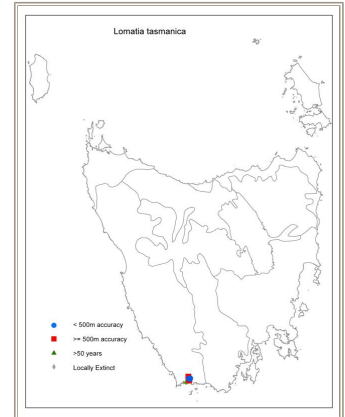 Lomatia tasmanica
< 500m accuracy
>= 500m accuracy
>50 years
Locally Extinct